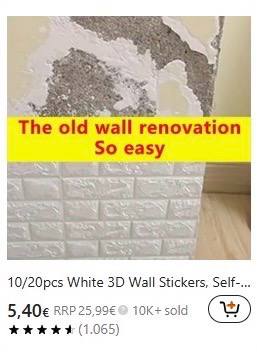 The old wall renovation
So easy
10/20pcs White 3D Wall Stickers, Self-...
5,40€ RRP 25,99€ 10K+ sold
(1.065)